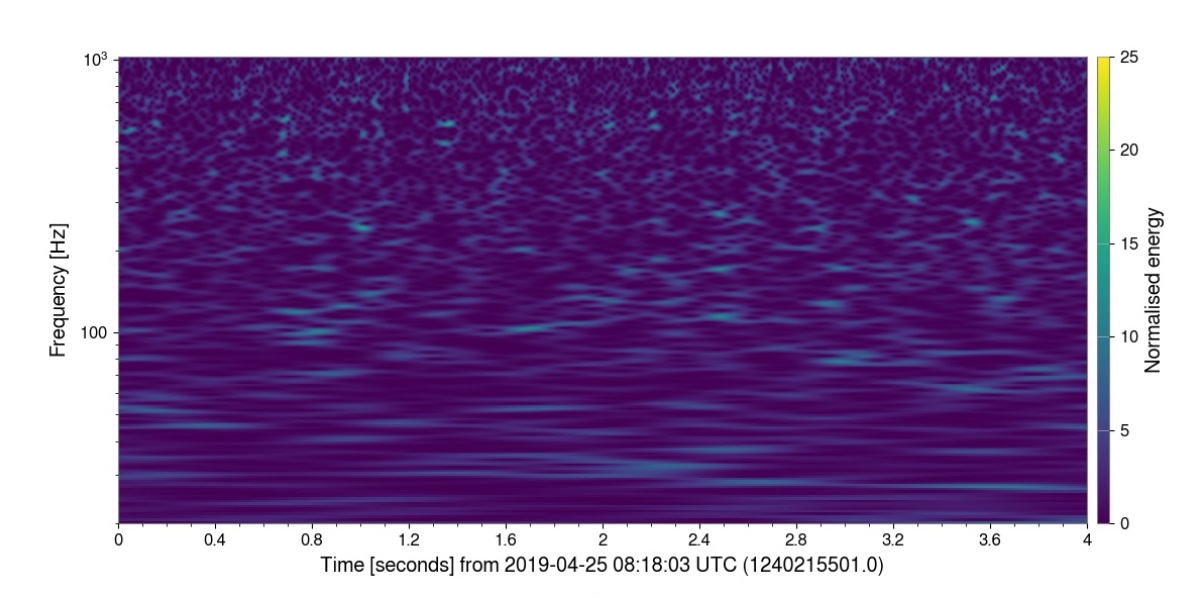 10³
100
Frequency [Hz]
0 0.4 0.8 1.2 1.6 2 2.4 2.8 3.2 3.6 4
Time [seconds] from 2019-04-25 08:18:03 UTC (1240215501.0)
25
20
15
10
5
0
Normalised energy